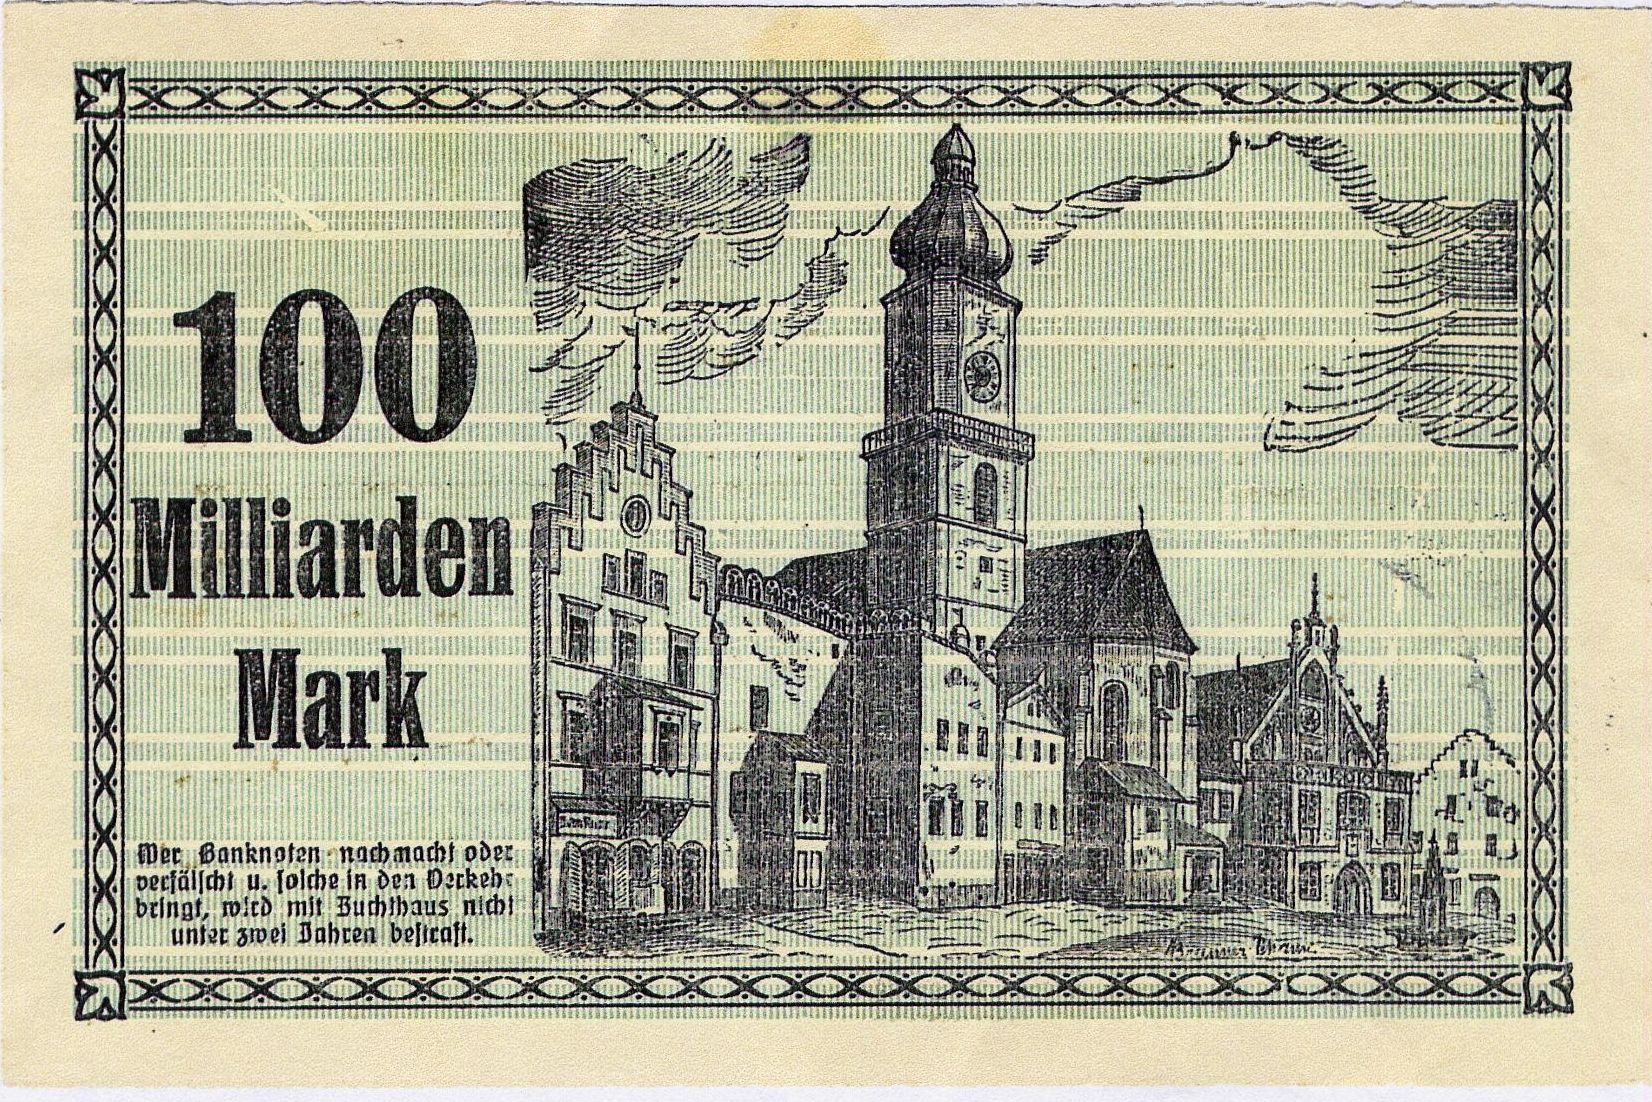 100
Milliarden
Mark
Wer Banknoten nachmacht oder
verfälscht u. solche in den Verkehr
bringt, wird mit Zuchthaus nicht
unter zwei Jahren bestraft.